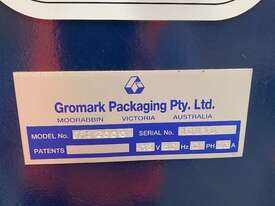 Gromark Packaging Pty. Ltd.
MOORABBIN VICTORIA AUSTRALIA
MODEL No. SERIAL No.
PATENTS V Hz PH A